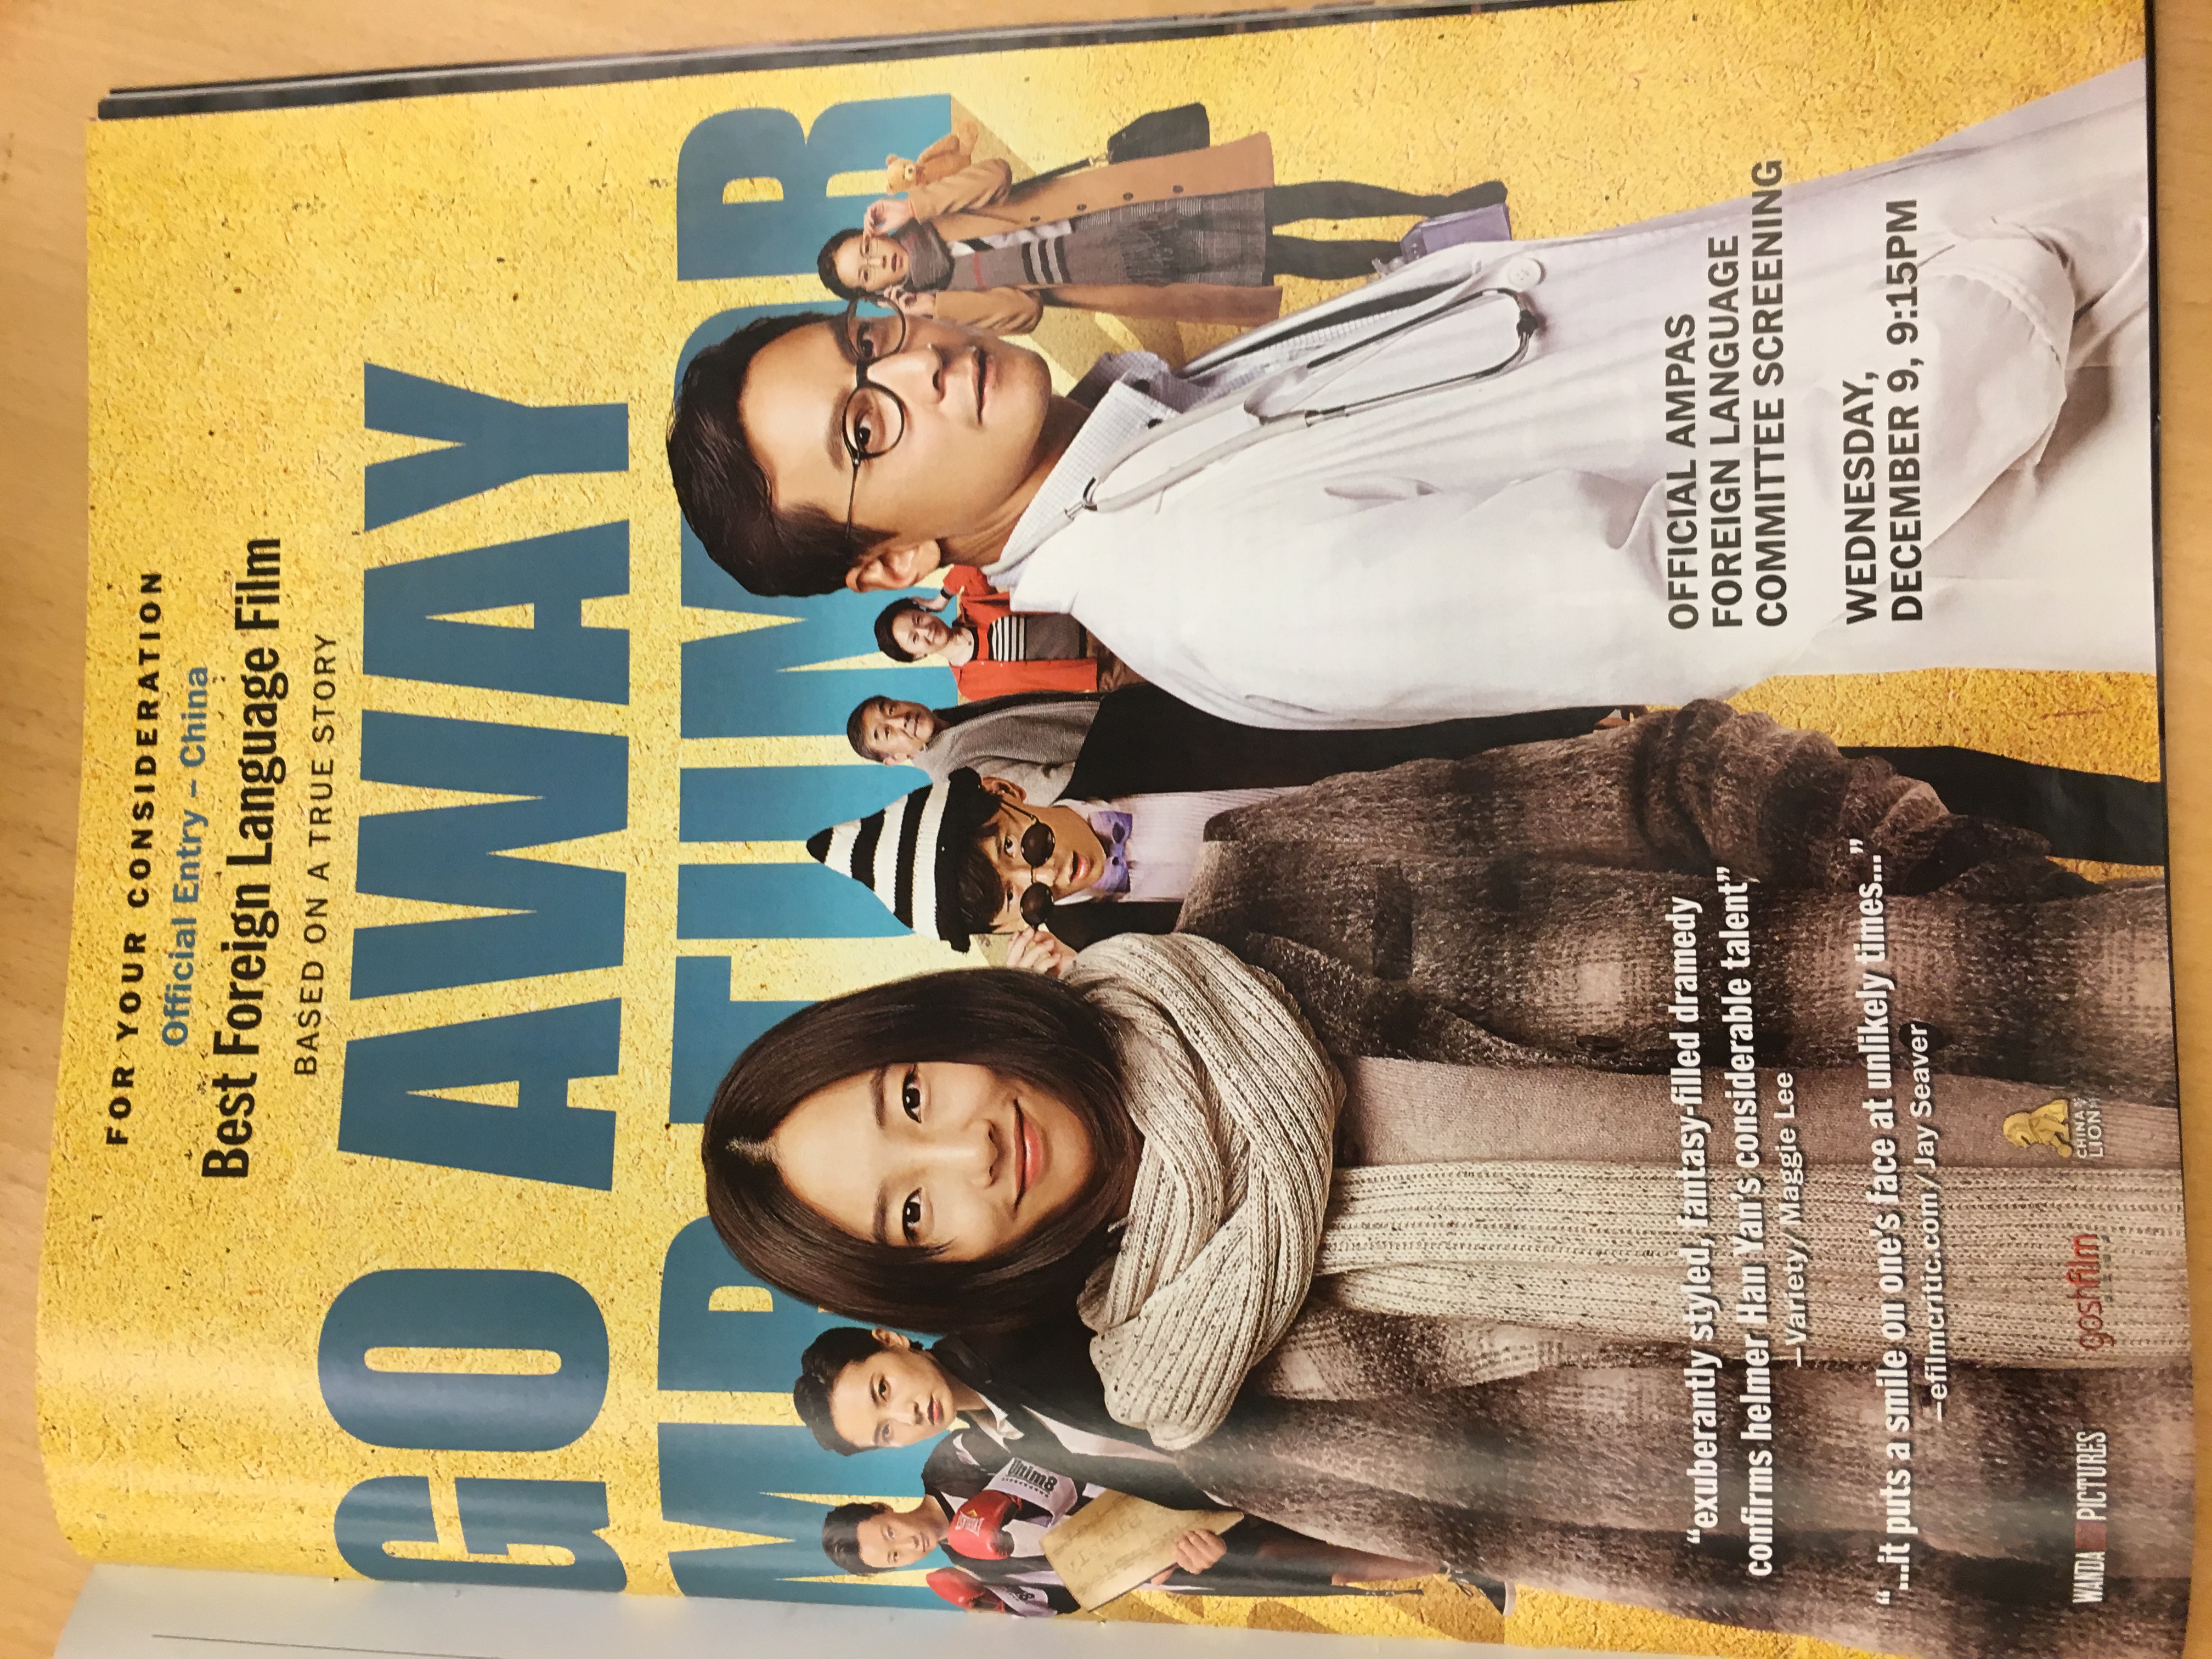 FOR YOUR CONSIDERATION
Official Entry – China
Best Foreign Language Film
BASED ON A TRUE STORY
GO AWAY
MR TUMOR
“exuberantly styled, fantasy-filled dramedy
confirms helmer Han Yan’s considerable talent”
—Variety/ Maggie Lee
“...it puts a smile on one’s face at unlikely times...”
—efilmcritic.com / Jay Seaver
OFFICIAL AMPAS
FOREIGN LANGUAGE
COMMITTEE SCREENING
WEDNESDAY,
DECEMBER 9, 9:15PM
WANDA PICTURES
goshfilm
CHINA
LION